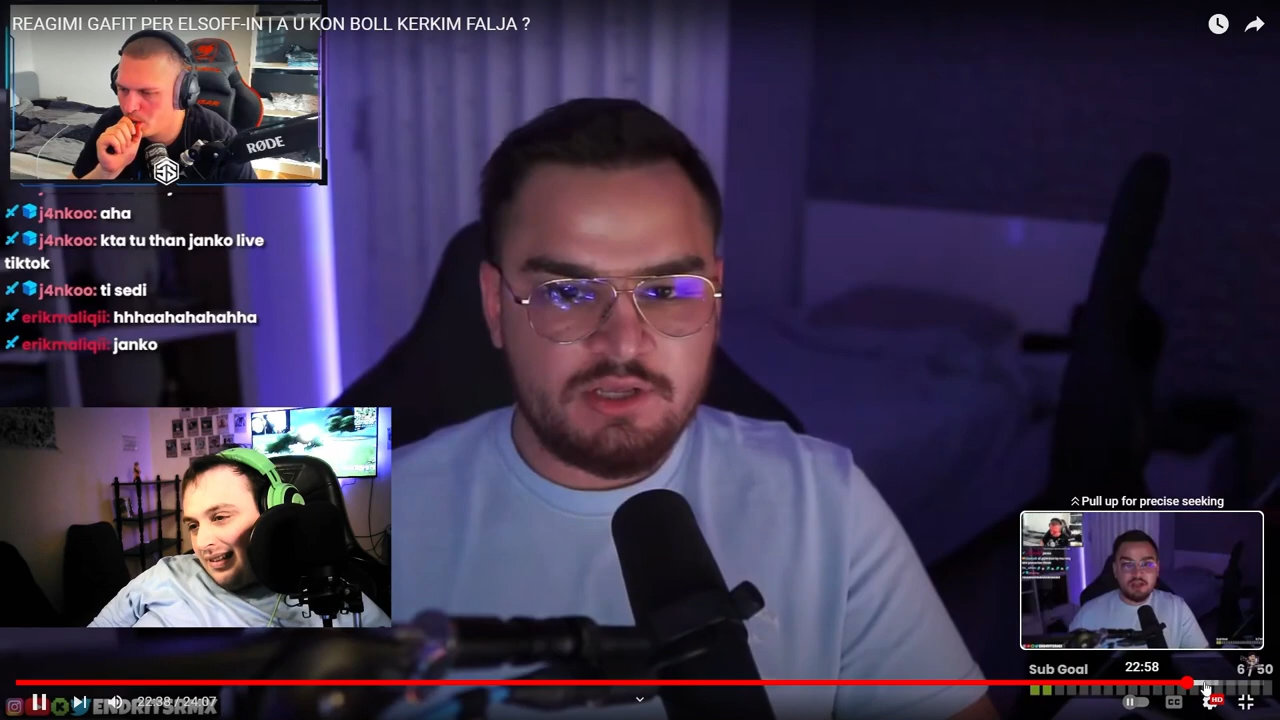 REAGIMI GAFIT PER ELSOFF-IN | A U KON BOLL KERKIM FALJA ?
RØDE
j4nkoo: aha
j4nkoo: kta tu than janko live
tiktok
j4nkoo: ti sedi
erikmaliqii: hhhaahahahahha
erikmaliqii: janko
Pull up for precise seeking
Sub Goal
22:58
6 / 50
22:38 / 24:07
ENDRITSRMX
CC
HD